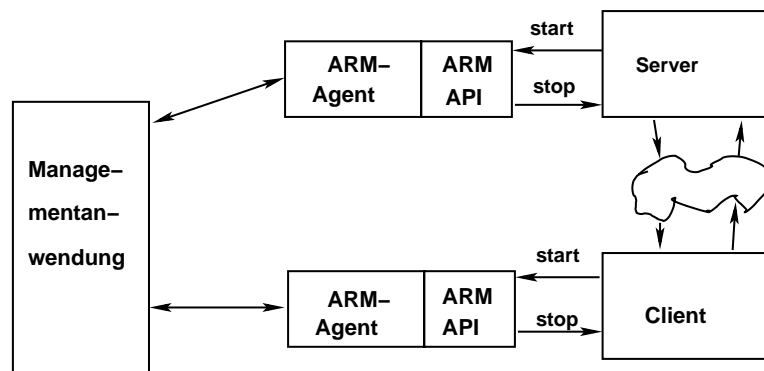 start
ARM–
Agent
ARM
API
stop
Server
Manage–
mentan–
wendung
start
ARM–
Agent
ARM
API
stop
Client